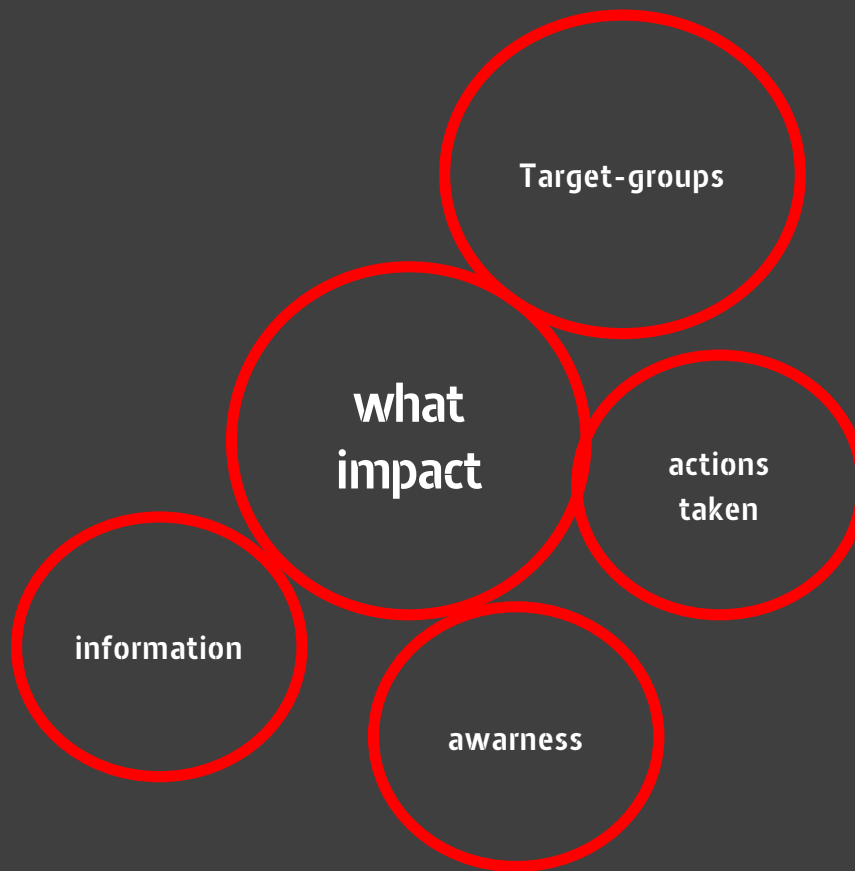 Target-groups
what
impact
actions
taken
information
awarness